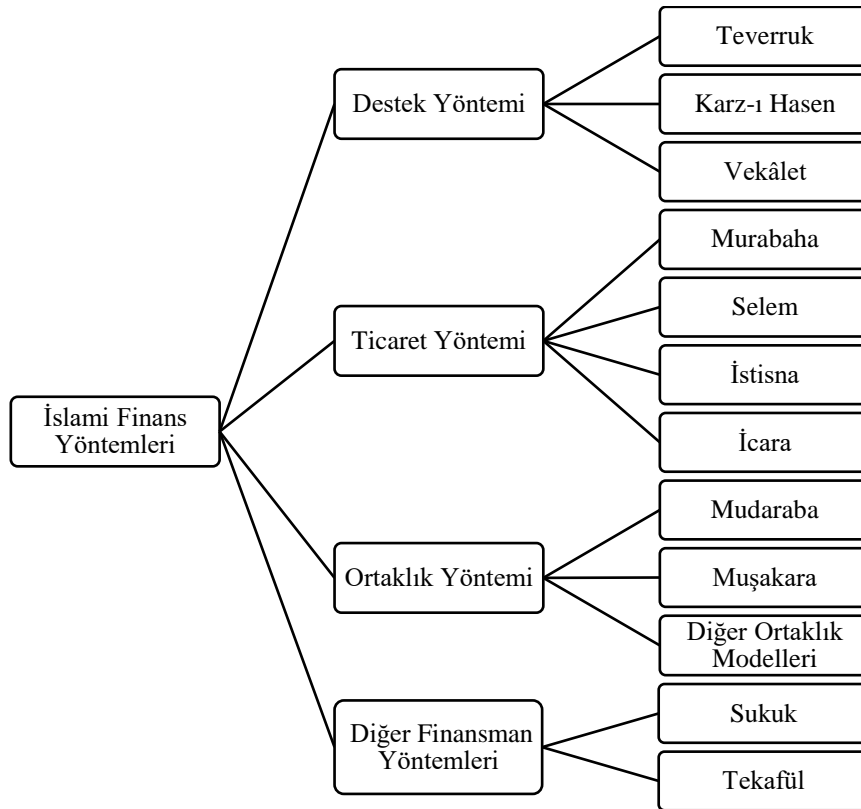 İslami Finans
Yöntemleri
Destek Yöntemi
Teverruk
Karz-ı Hasen
Vekâlet
Ticaret Yöntemi
Murabaha
Selem
İstisna
İcara
Ortaklık Yöntemi
Mudaraba
Muşakara
Diğer Ortaklık
Modelleri
Diğer Finansman
Yöntemleri
Sukuk
Tekafül